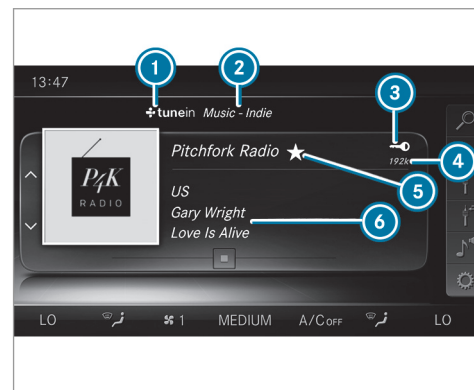 1
2
3
13:47
tunein Music - Indie
4
Pitchfork Radio
192k
P4K
RADIO
5
US
Gary Wright
6
Love Is Alive
LO
1
MEDIUM
A/C OFF
LO